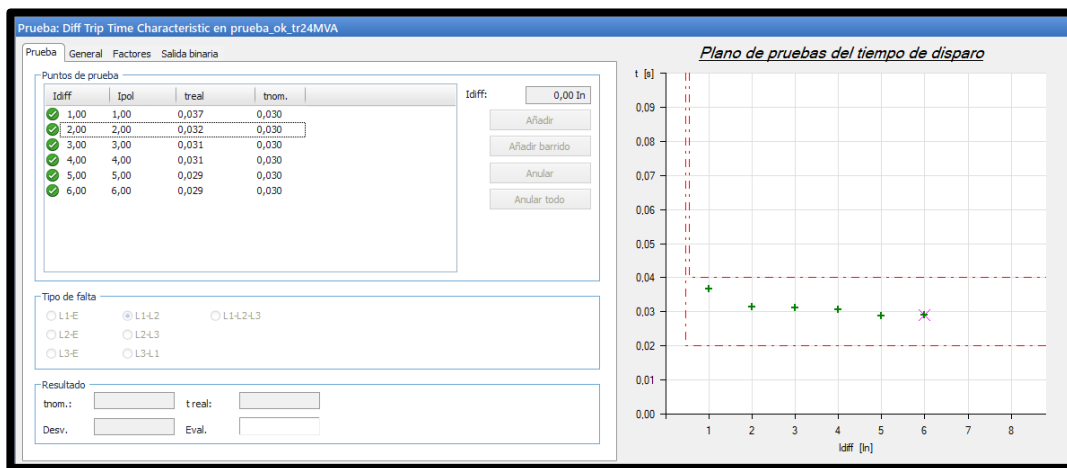 Prueba: Diff Trip Time Characteristic en prueba_ok_tr24MVA
Prueba General Factores Salida binaria
Puntos de prueba
Idiff Ipol treal tnom.
1,00 1,00 0,037 0,030
2,00 2,00 0,032 0,030
3,00 3,00 0,031 0,030
4,00 4,00 0,031 0,030
5,00 5,00 0,029 0,030
6,00 6,00 0,029 0,030
Idiff: 0,00 In
Añadir
Añadir barrido
Anular
Anular todo
Tipo de falta
L1-E L1-L2 L1-L2-L3
L2-E L2-L3
L3-E L3-L1
Resultado
tnom.: t real:
Desv. Eval.
Plano de pruebas del tiempo de disparo
t [s]
0,09
0,08
0,07
0,06
0,05
0,04
0,03
0,02
0,01
0,00
1 2 3 4 5 6 7 8
Idiff [In]